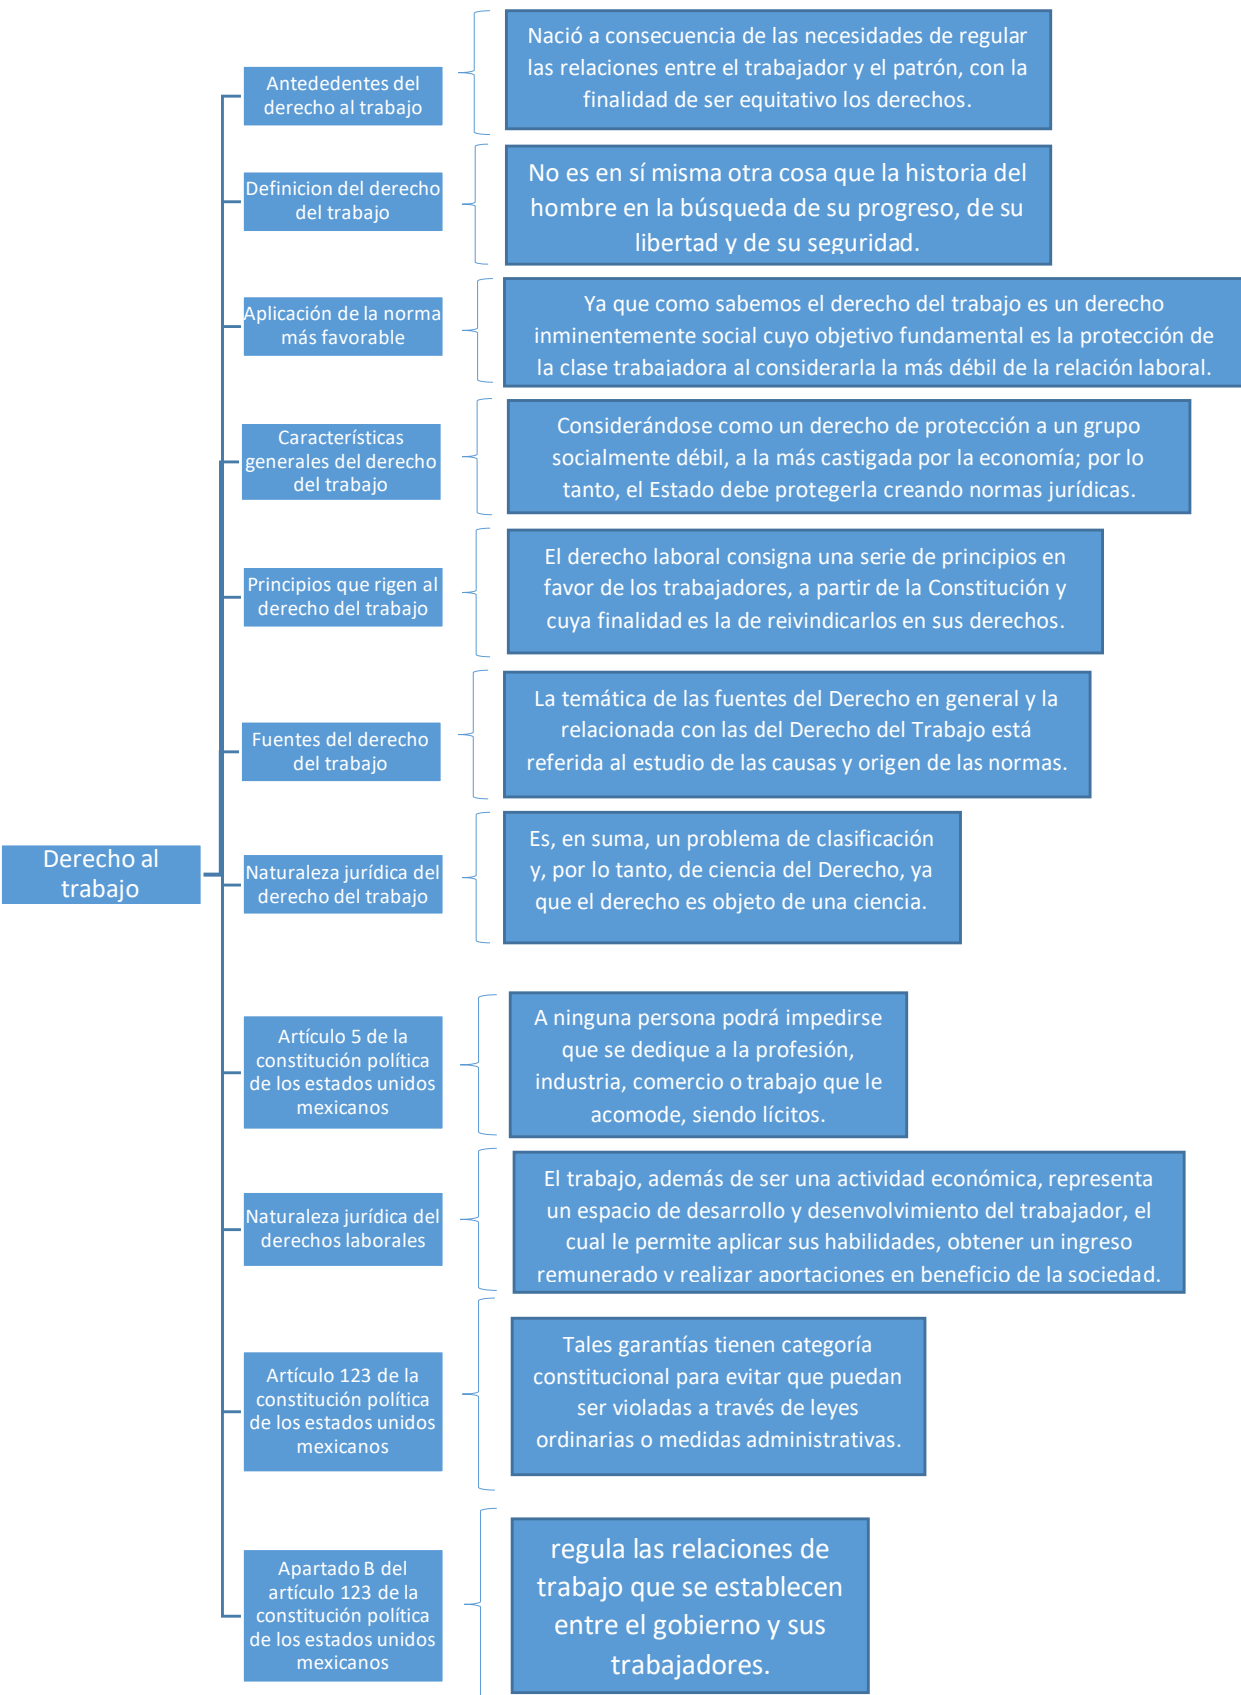 Antededentes del
derecho al trabajo
Nació a consecuencia de las necesidades de regular
las relaciones entre el trabajador y el patrón, con la
finalidad de ser equitativo los derechos.
Definicion del derecho
del trabajo
No es en sí misma otra cosa que la historia del
hombre en la búsqueda de su progreso, de su
libertad y de su seguridad.
Aplicación de la norma
más favorable
Ya que como sabemos el derecho del trabajo es un derecho
inminentemente social cuyo objetivo fundamental es la protección de
la clase trabajadora al considerarla la más débil de la relación laboral.
Características
generales del derecho
del trabajo
Considerándose como un derecho de protección a un grupo
socialmente débil, a la más castigada por la economía; por lo
tanto, el Estado debe protegerla creando normas jurídicas.
Principios que rigen al
derecho del trabajo
El derecho laboral consigna una serie de principios en
favor de los trabajadores, a partir de la Constitución y
cuya finalidad es la de reivindicarlos en sus derechos.
Fuentes del derecho
del trabajo
La temática de las fuentes del Derecho en general y la
relacionada con las del Derecho del Trabajo está
referida al estudio de las causas y origen de las normas.
Derecho al
trabajo
Naturaleza jurídica del
derecho del trabajo
Es, en suma, un problema de clasificación
y, por lo tanto, de ciencia del Derecho, ya
que el derecho es objeto de una ciencia.
Artículo 5 de la
constitución política
de los estados unidos
mexicanos
A ninguna persona podrá impedirse
que se dedique a la profesión,
industria, comercio o trabajo que le
acomode, siendo lícitos.
Naturaleza jurídica del
derechos laborales
El trabajo, además de ser una actividad económica, representa
un espacio de desarrollo y desenvolvimiento del trabajador, el
cual le permite aplicar sus habilidades, obtener un ingreso
remunerado y realizar aportaciones en beneficio de la sociedad.
Artículo 123 de la
constitución política
de los estados unidos
mexicanos
Tales garantías tienen categoría
constitucional para evitar que puedan
ser violadas a través de leyes
ordinarias o medidas administrativas.
Apartado B del
artículo 123 de la
constitución política
de los estados unidos
mexicanos
regula las relaciones de
trabajo que se establecen
entre el gobierno y sus
trabajadores.